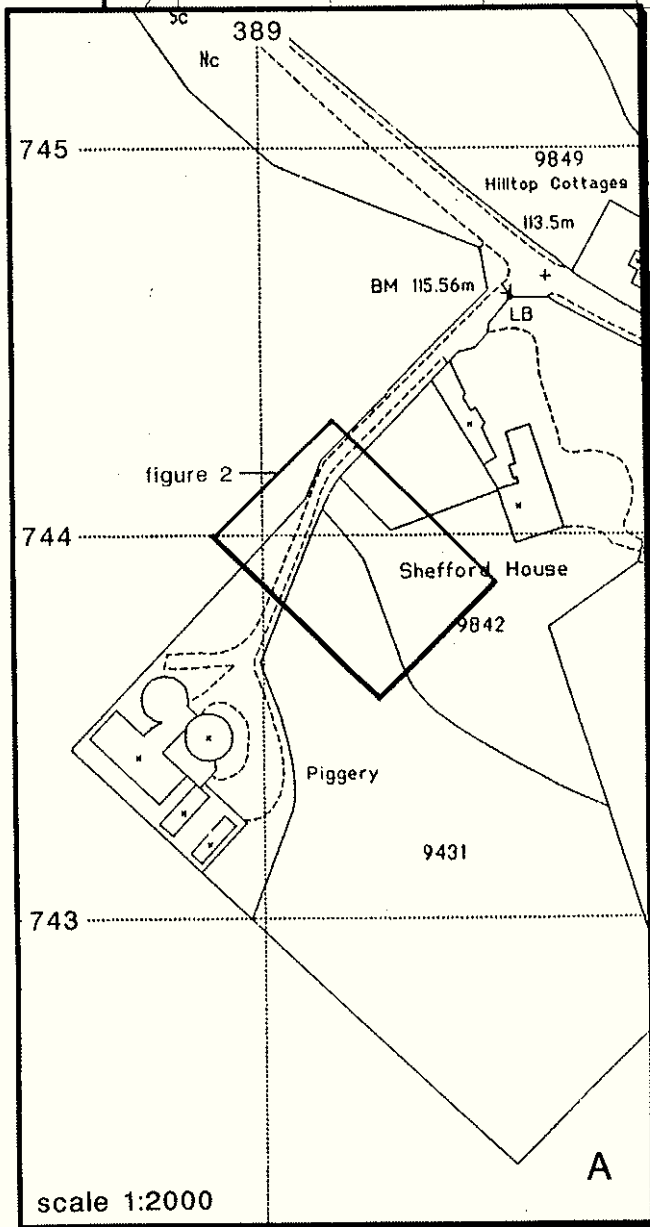 Sc
389
Nc
745
9849
Hilltop Cottages
113.5m
BM 115.56m
LB
figure 2
744
Shefford House
9842
Piggery
9431
743
A
scale 1:2000